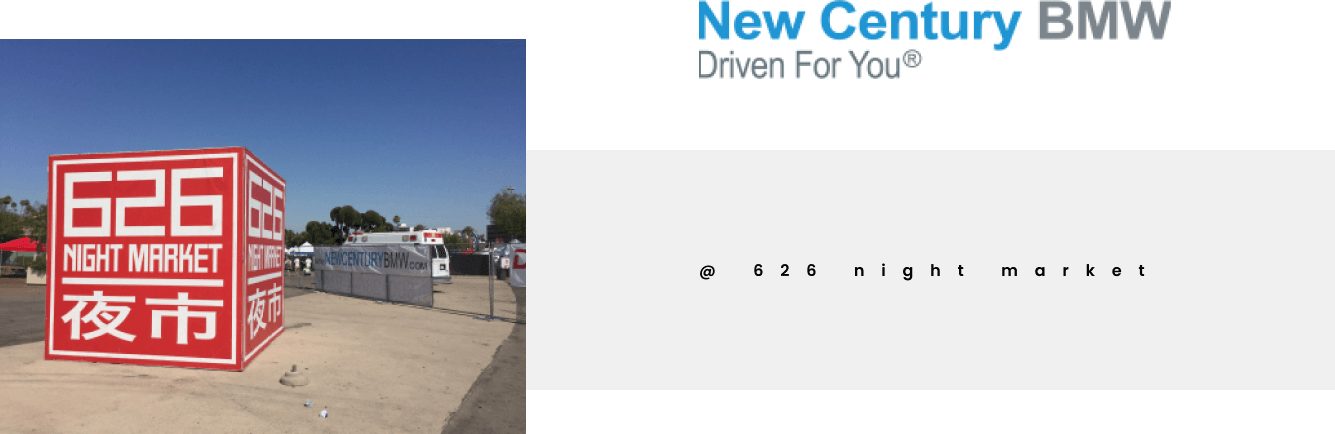 New Century BMW
Driven For You®
626
NIGHT MARKET
夜市
626
NIGHT MARKET
夜市
NEWCENTURYBMW.COM
@ 626 night market